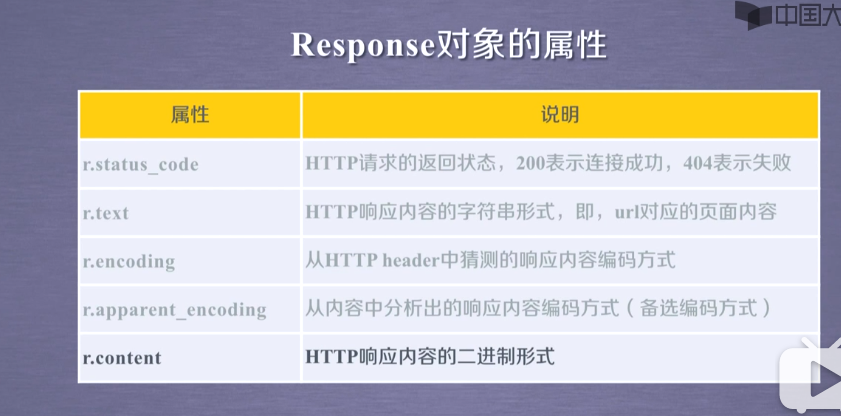 中国大
Response对象的属性
属性 说明
r.status_code HTTP请求的返回状态，200表示连接成功，404表示失败
r.text HTTP响应内容的字符串形式，即，url对应的页面内容
r.encoding 从HTTP header中猜测的响应内容编码方式
r.apparent_encoding 从内容中分析出的响应内容编码方式（备选编码方式）
r.content HTTP响应内容的二进制形式